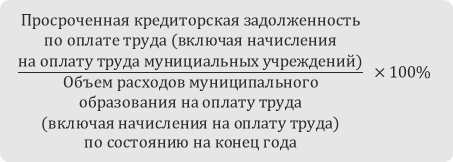 Просроченная кредиторская задолженность
по оплате труда (включая начисления
на оплату труда муниципальных учреждений)
× 100%
Объем расходов муниципального
образования на оплату труда
(включая начисления на оплату труда)
по состоянию на конец года